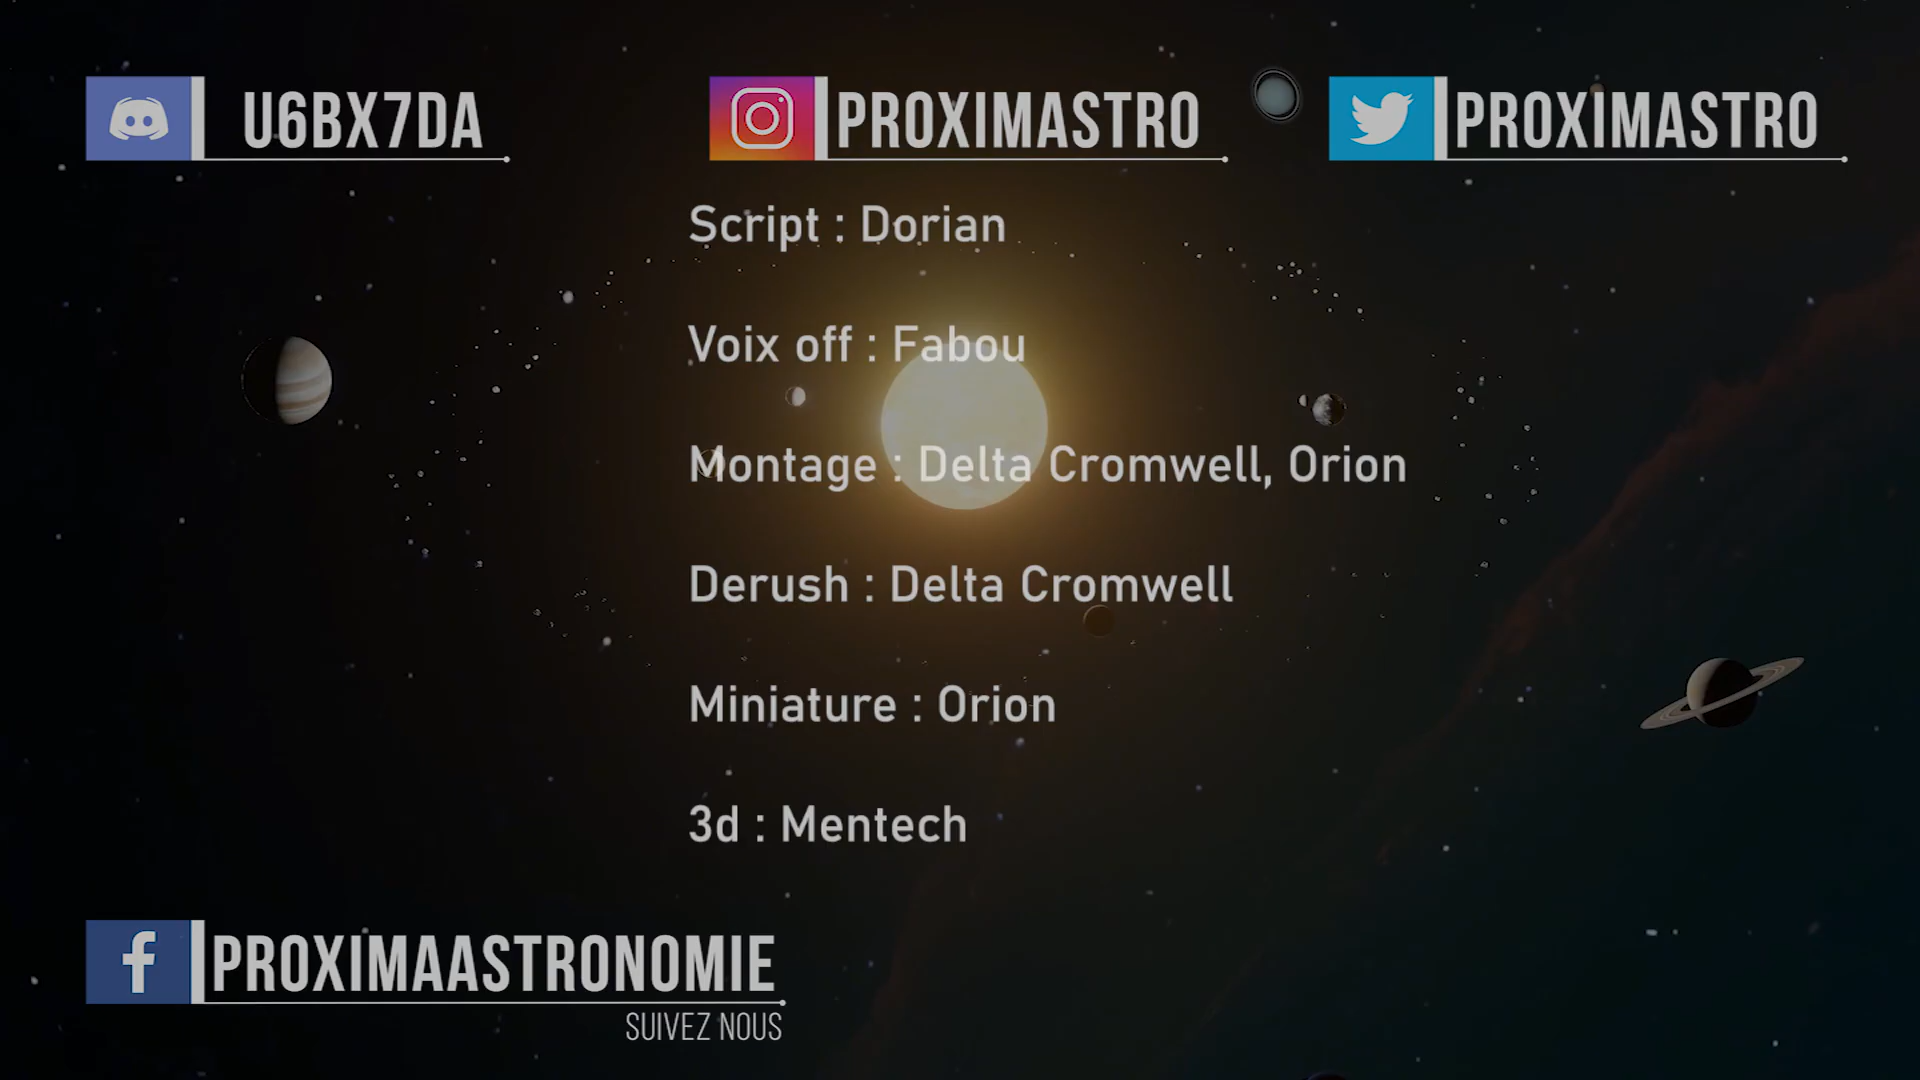 U6BX7DA
PROXIMASTRO
PROXIMASTRO
Script : Dorian
Voix off : Fabou
Montage : Delta Cromwell, Orion
Derush : Delta Cromwell
Miniature : Orion
3d : Mentech
PROXIMAASTRONOMIE
SUIVEZ NOUS